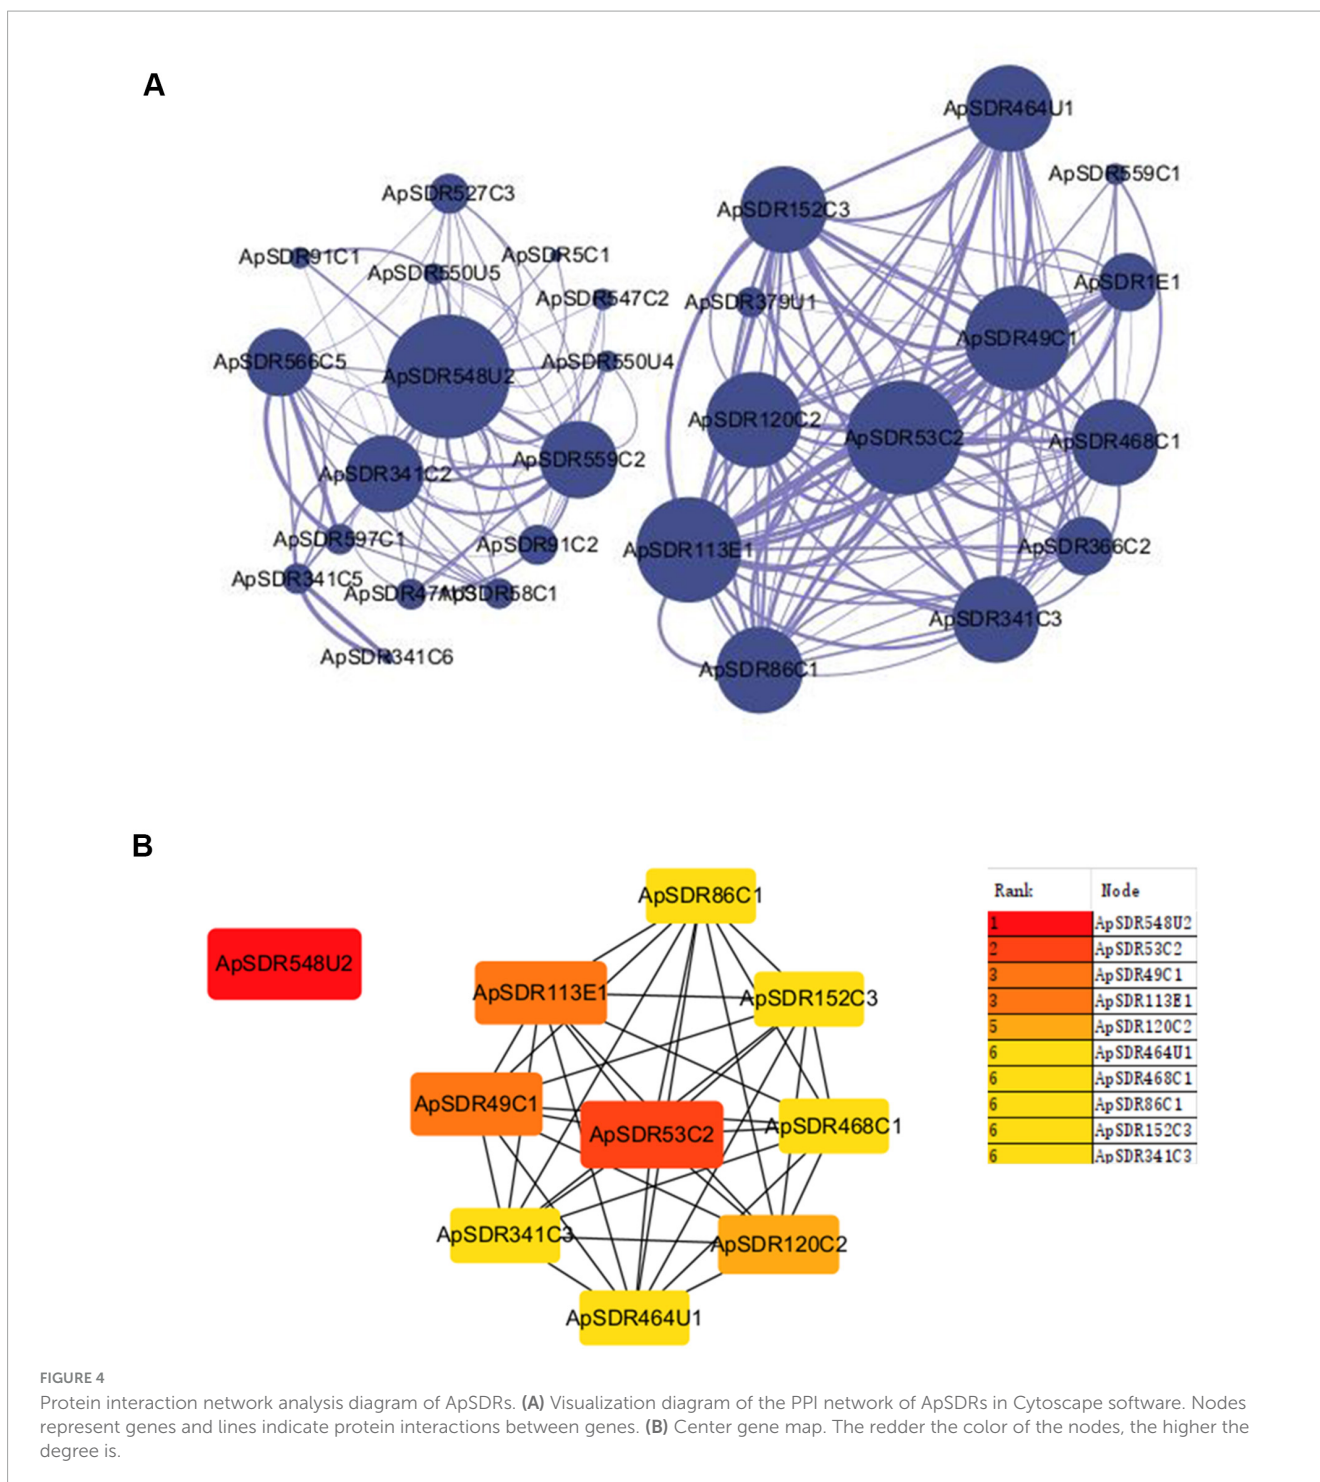 A
ApSDR464U1
ApSDR559C1
ApSDR527C3
ApSDR152C3
ApSDR91C1
ApSDR5C1
ApSDR550U5
ApSDR1E1
ApSDR547C2
ApSDR379U1
ApSDR49C1
ApSDR566C5
ApSDR550U4
ApSDR548U2
ApSDR120C2
ApSDR53C2
ApSDR468C1
ApSDR341C2
ApSDR559C2
ApSDR597C1
ApSDR91C2
ApSDR113E1
ApSDR366C2
ApSDR341C5
ApSDR58C1
ApSDR341C3
ApSDR341C6
ApSDR86C1
B
ApSDR86C1
ApSDR548U2
ApSDR113E1
ApSDR152C3
ApSDR49C1
ApSDR53C2
ApSDR468C1
ApSDR341C3
ApSDR120C2
ApSDR464U1
Rank Node
1 ApSDR548U2
2 ApSDR53C2
3 ApSDR49C1
3 ApSDR113E1
5 ApSDR120C2
6 ApSDR464U1
6 ApSDR468C1
6 ApSDR86C1
6 ApSDR152C3
6 ApSDR341C3
FIGURE 4
Protein interaction network analysis diagram of ApSDRs. (A) Visualization diagram of the PPI network of ApSDRs in Cytoscape software. Nodes
represent genes and lines indicate protein interactions between genes. (B) Center gene map. The redder the color of the nodes, the higher the
degree is.